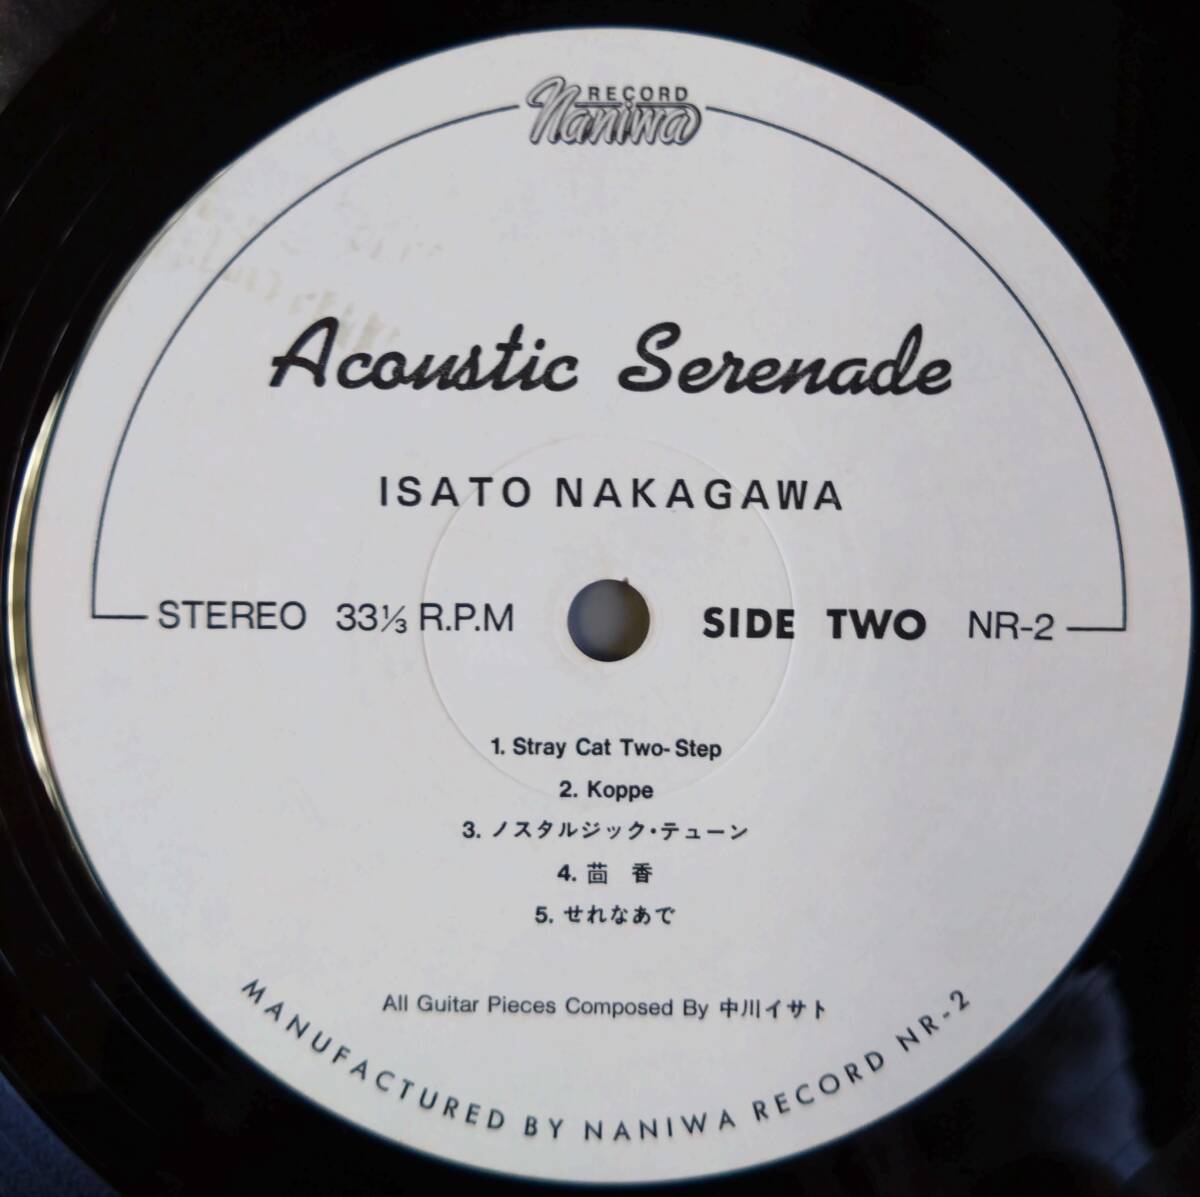 RECORD
Naniwa
Acoustic Serenade
ISATO NAKAGAWA
STEREO 33⅓ R.P.M SIDE TWO NR-2
1. Stray Cat Two-Step
2. Koppe
3. ノスタルジック・テューン
4. 茴 香
5. せれなあで
All Guitar Pieces Composed By 中川イサト
MANUFACTURED BY NANIWA RECORD NR-2